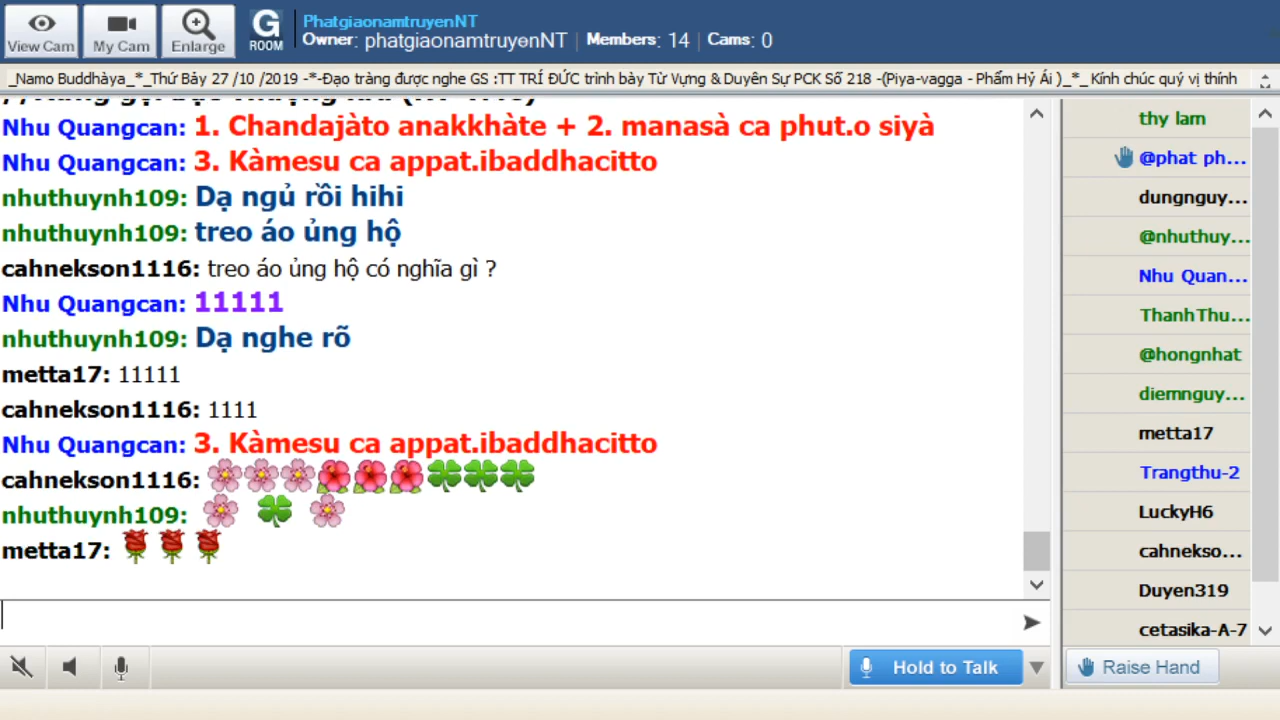 View Cam
My Cam
Enlarge
G
ROOM
PhatgiaonamtruyenNT
Owner: phatgiaonamtruyenNT | Members: 14 | Cams: 0
_Namo Buddhàya_*_Thứ Bảy 27 /10 /2019 -*-Đạo tràng được nghe GS :TT TRÍ ĐỨC trình bày Từ Vựng & Duyên Sự PCK Số 218 -(Piya-vagga - Phẩm Hỷ Ái )_*_ Kính chúc quý vị thính
Nhu Quangcan: 1. Chandajàto anakkhàte + 2. manasà ca phut.o siyà
Nhu Quangcan: 3. Kàmesu ca appat.ibaddhacitto
nhuthuynh109: Dạ ngủ rồi hihi
nhuthuynh109: treo áo ủng hộ
cahnekson1116: treo áo ủng hộ có nghĩa gì ?
Nhu Quangcan: 11111
nhuthuynh109: Dạ nghe rõ
metta17: 11111
cahnekson1116: 1111
Nhu Quangcan: 3. Kàmesu ca appat.ibaddhacitto
cahnekson1116:
nhuthuynh109:
metta17:
thy lam
@phat ph...
dungnguy...
@nhuthuy...
Nhu Quan...
ThanhThu...
@hongnhat
diemnguy...
metta17
Trangthu-2
LuckyH6
cahnekso...
Duyen319
cetasika-A-7
Hold to Talk
Raise Hand